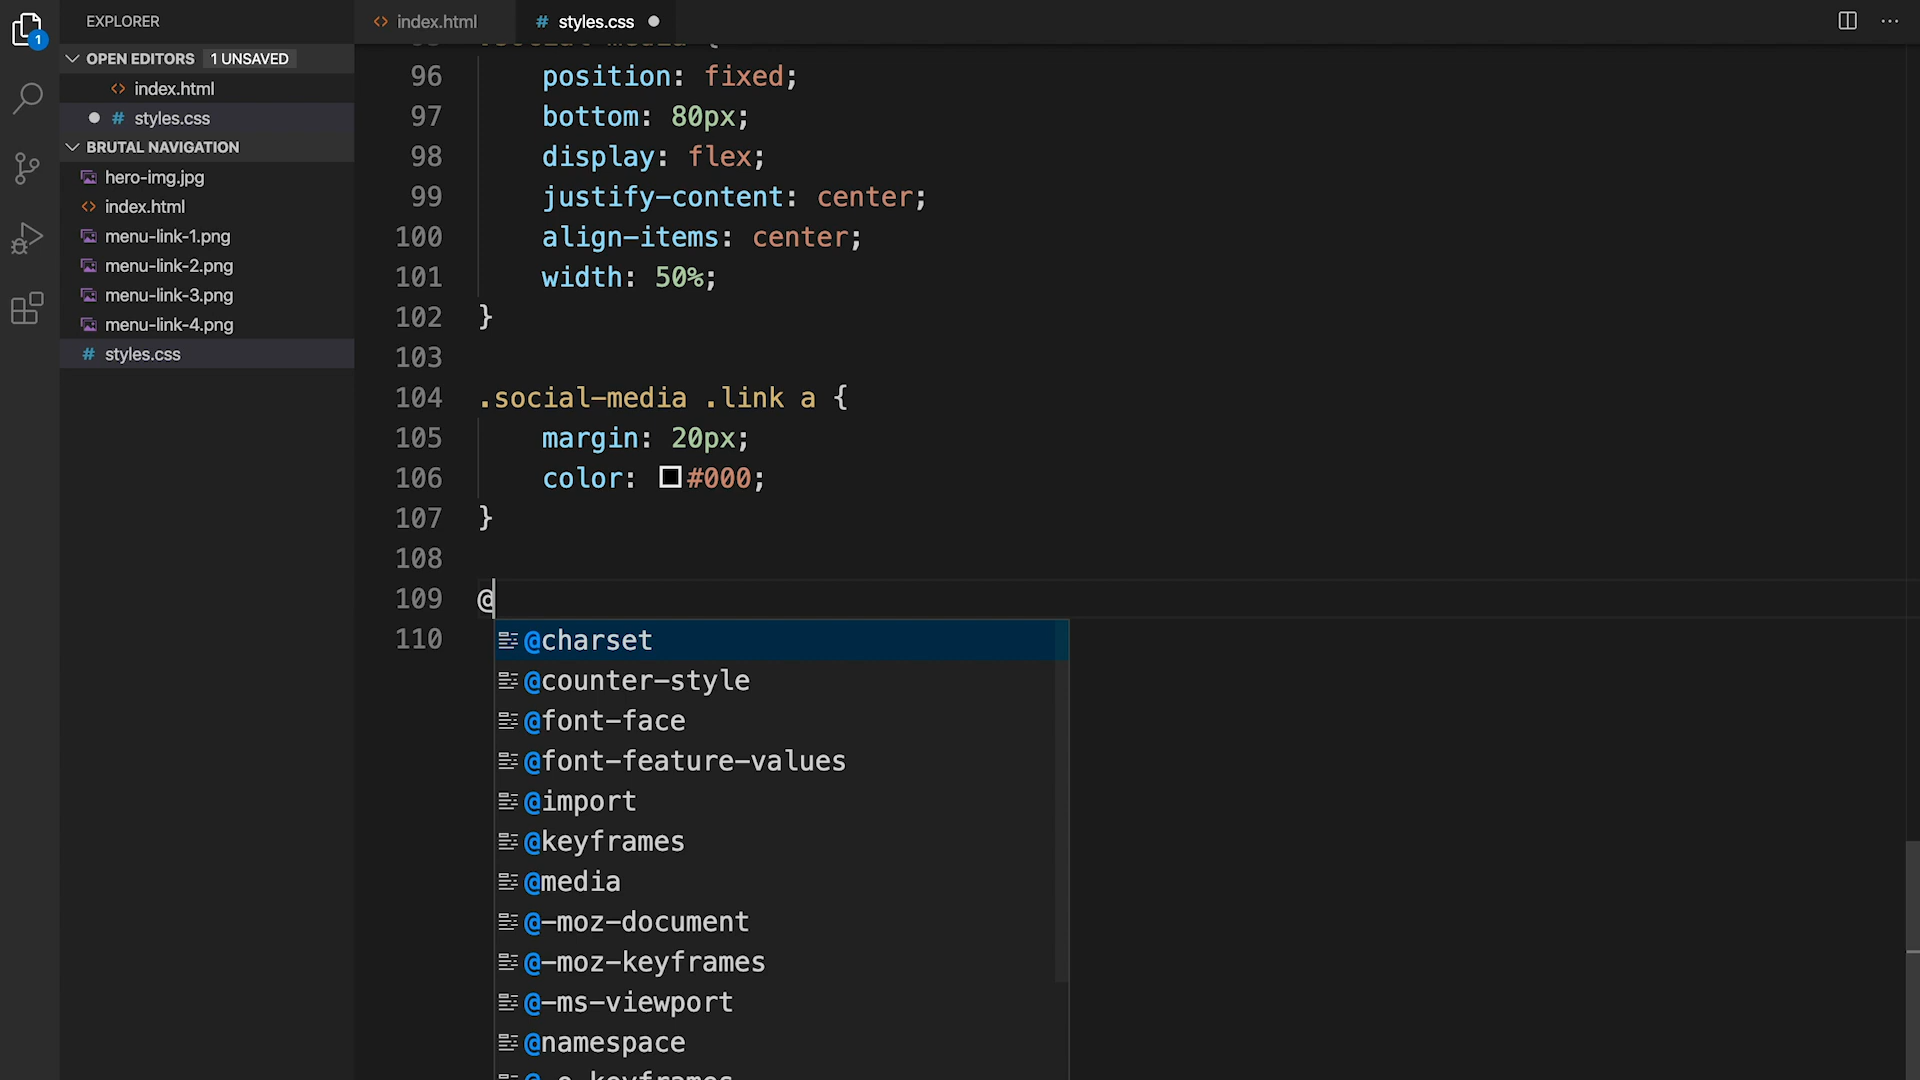 EXPLORER
OPEN EDITORS 1 UNSAVED
<> index.html
# styles.css
BRUTAL NAVIGATION
hero-img.jpg
<> index.html
menu-link-1.png
menu-link-2.png
menu-link-3.png
menu-link-4.png
# styles.css
1
<> index.html
# styles.css
96 position: fixed;
97 bottom: 80px;
98 display: flex;
99 justify-content: center;
100 align-items: center;
101 width: 50%;
102 }
103
104 .social-media .link a {
105 margin: 20px;
106 color: #000;
107 }
108
109 @
110
@charset
@counter-style
@font-face
@font-feature-values
@import
@keyframes
@media
@-moz-document
@-moz-keyframes
@-ms-viewport
@namespace